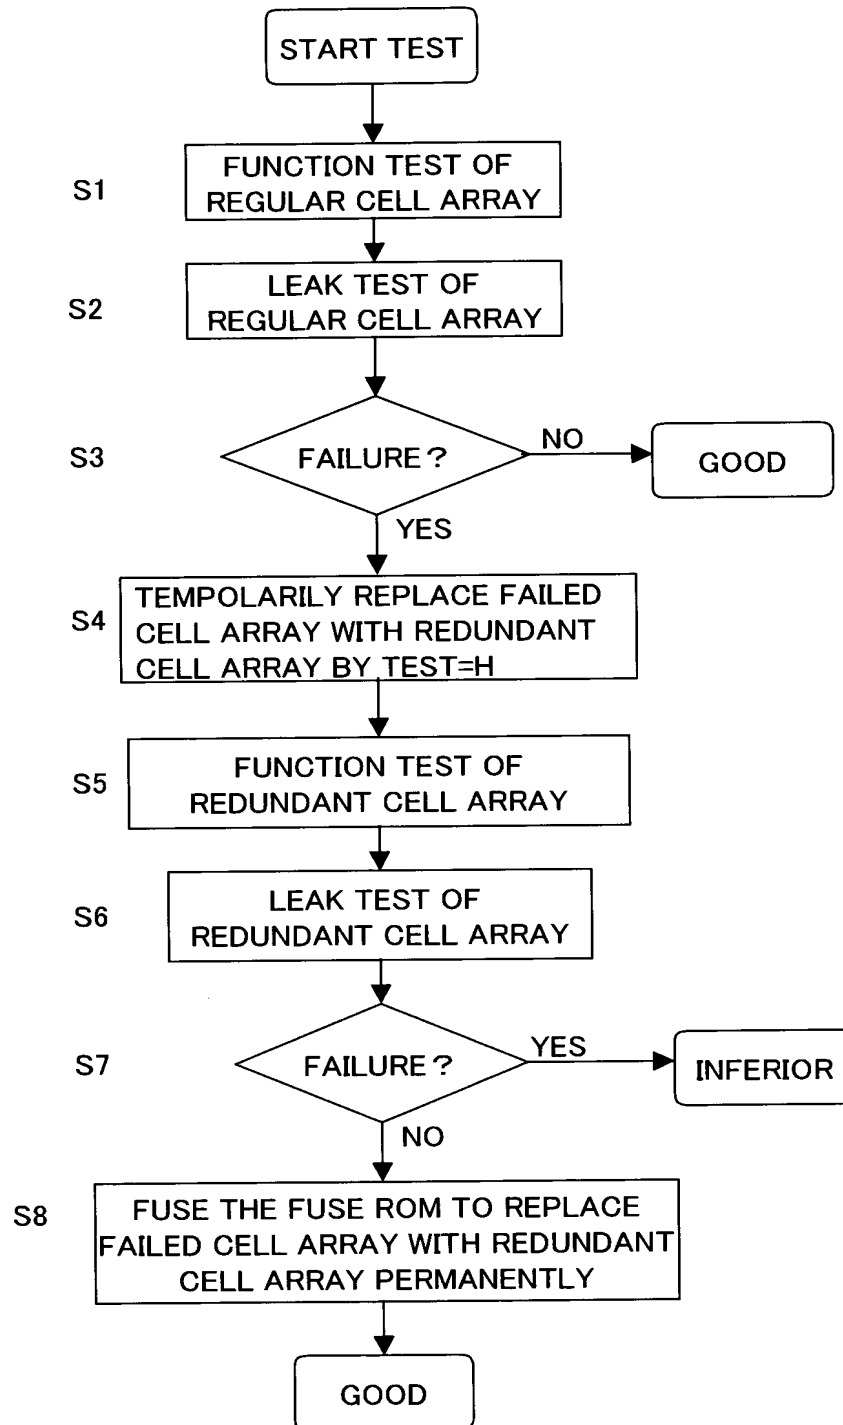 START TEST
S1
FUNCTION TEST OF
REGULAR CELL ARRAY
S2
LEAK TEST OF
REGULAR CELL ARRAY
S3
FAILURE?
NO
GOOD
YES
S4
TEMPOLARILY REPLACE FAILED
CELL ARRAY WITH REDUNDANT
CELL ARRAY BY TEST=H
S5
FUNCTION TEST OF
REDUNDANT CELL ARRAY
S6
LEAK TEST OF
REDUNDANT CELL ARRAY
S7
FAILURE?
YES
INFERIOR
NO
S8
FUSE THE FUSE ROM TO REPLACE
FAILED CELL ARRAY WITH REDUNDANT
CELL ARRAY PERMANENTLY
GOOD